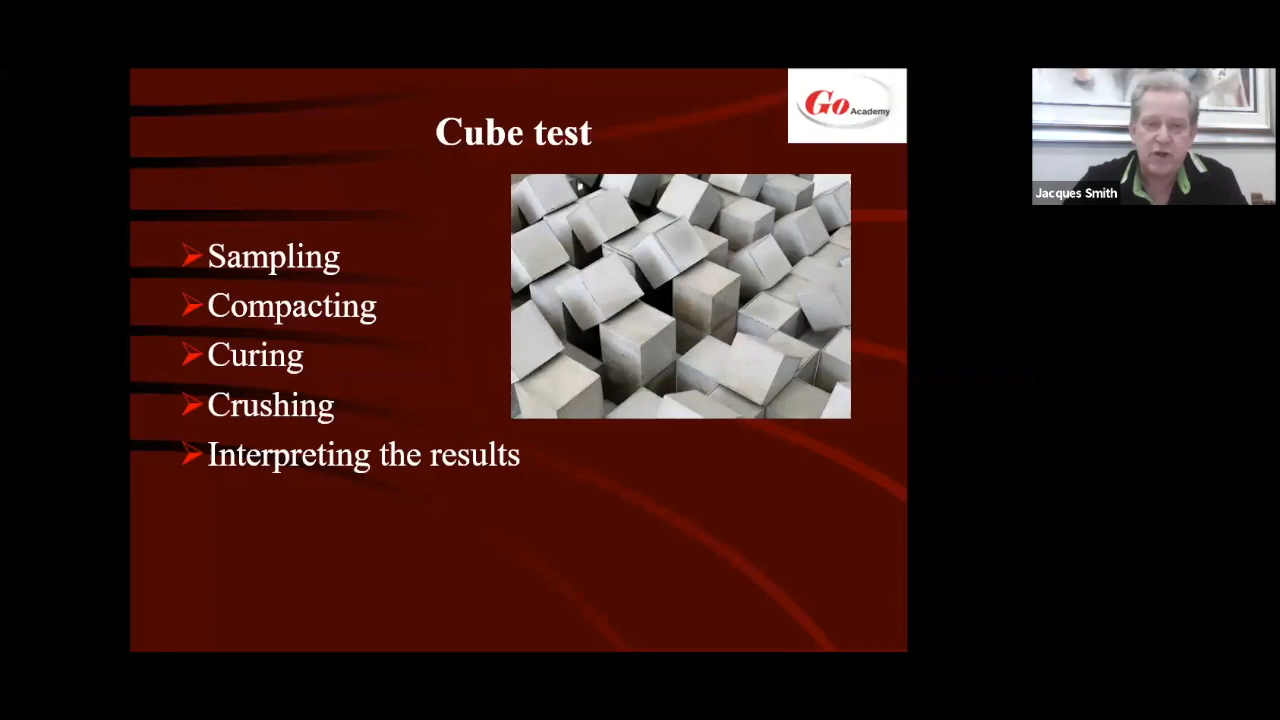 Go Academy
Cube test
Sampling
Compacting
Curing
Crushing
Interpreting the results
Jacques Smith